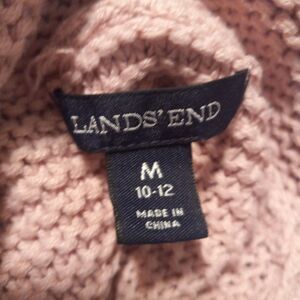 LANDS' END
M
10-12
MADE IN
CHINA